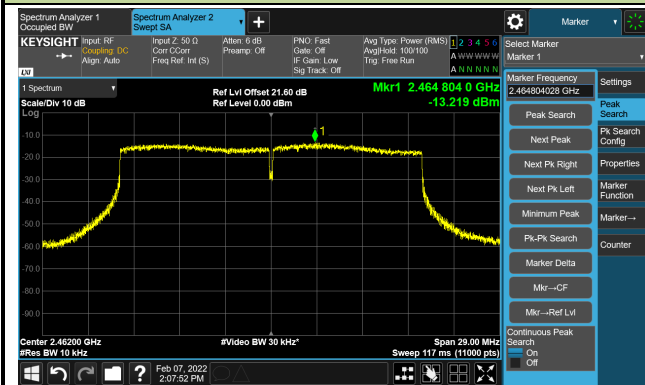 Spectrum Analyzer 1
Occupied BW
Spectrum Analyzer 2
Swept SA
Marker
KEYSIGHT
Input: RF
Coupling: DC
Align: Auto
Input Z: 50 Ω
Corr CCorr
Freq Ref: Int (S)
Atten: 6 dB
Preamp: Off
PNO: Fast
Gate: Off
IF Gain: Low
Sig Track: Off
Avg Type: Power (RMS)
Avg|Hold: 100/100
Trig: Free Run
1 2 3 4 5 6
A W W W W W
A N N N N N
LXI
1 Spectrum
Scale/Div 10 dB
Ref Lvl Offset 21.60 dB
Ref Level 0.00 dBm
Mkr1 2.464 804 0 GHz
-13.219 dBm
Log
-10.0
-20.0
-30.0
-40.0
-50.0
-60.0
-70.0
-80.0
-90.0
1
Center 2.46200 GHz
#Res BW 10 kHz
#Video BW 30 kHz*
Span 29.00 MHz
Sweep 117 ms (11000 pts)
Feb 07, 2022
2:07:52 PM
Select Marker
Marker 1
Marker Frequency
2.464804028 GHz
Peak Search
Next Peak
Next Pk Right
Next Pk Left
Minimum Peak
Pk-Pk Search
Marker Delta
Mkr→CF
Mkr→Ref Lvl
Continuous Peak
Search
On
Off
Settings
Peak
Search
Pk Search
Config
Properties
Marker
Function
Marker→
Counter